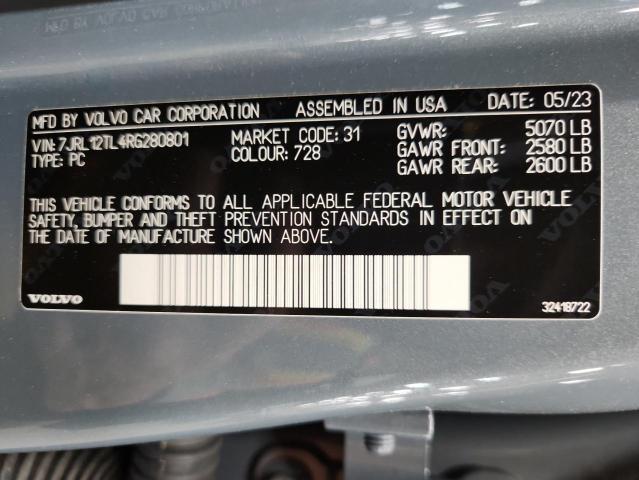 MFD BY VOLVO CAR CORPORATION ASSEMBLED IN USA DATE: 05/23
VIN: 7JRL12TL4RG280801 MARKET CODE: 31 GVWR: 5070 LB
TYPE: PC COLOUR: 728 GAWR FRONT: 2580 LB
GAWR REAR: 2600 LB
THIS VEHICLE CONFORMS TO ALL APPLICABLE FEDERAL MOTOR VEHICLE
SAFETY, BUMPER AND THEFT PREVENTION STANDARDS IN EFFECT ON
THE DATE OF MANUFACTURE SHOWN ABOVE.
VOLVO 32418722